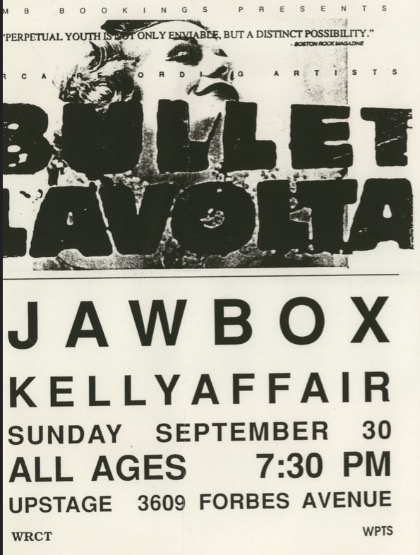 MB BOOKINGS PRESENTS
"PERPETUAL YOUTH IS NOT ONLY ENVIABLE, BUT A DISTINCT POSSIBILITY."
- BOSTON ROCK MAGAZINE
RCA ORDING ARTISTS
BULLET
LAVOLTA
JAWBOX
KELLYAFFAIR
SUNDAY SEPTEMBER 30
ALL AGES 7:30 PM
UPSTAGE 3609 FORBES AVENUE
WRCT WPTS